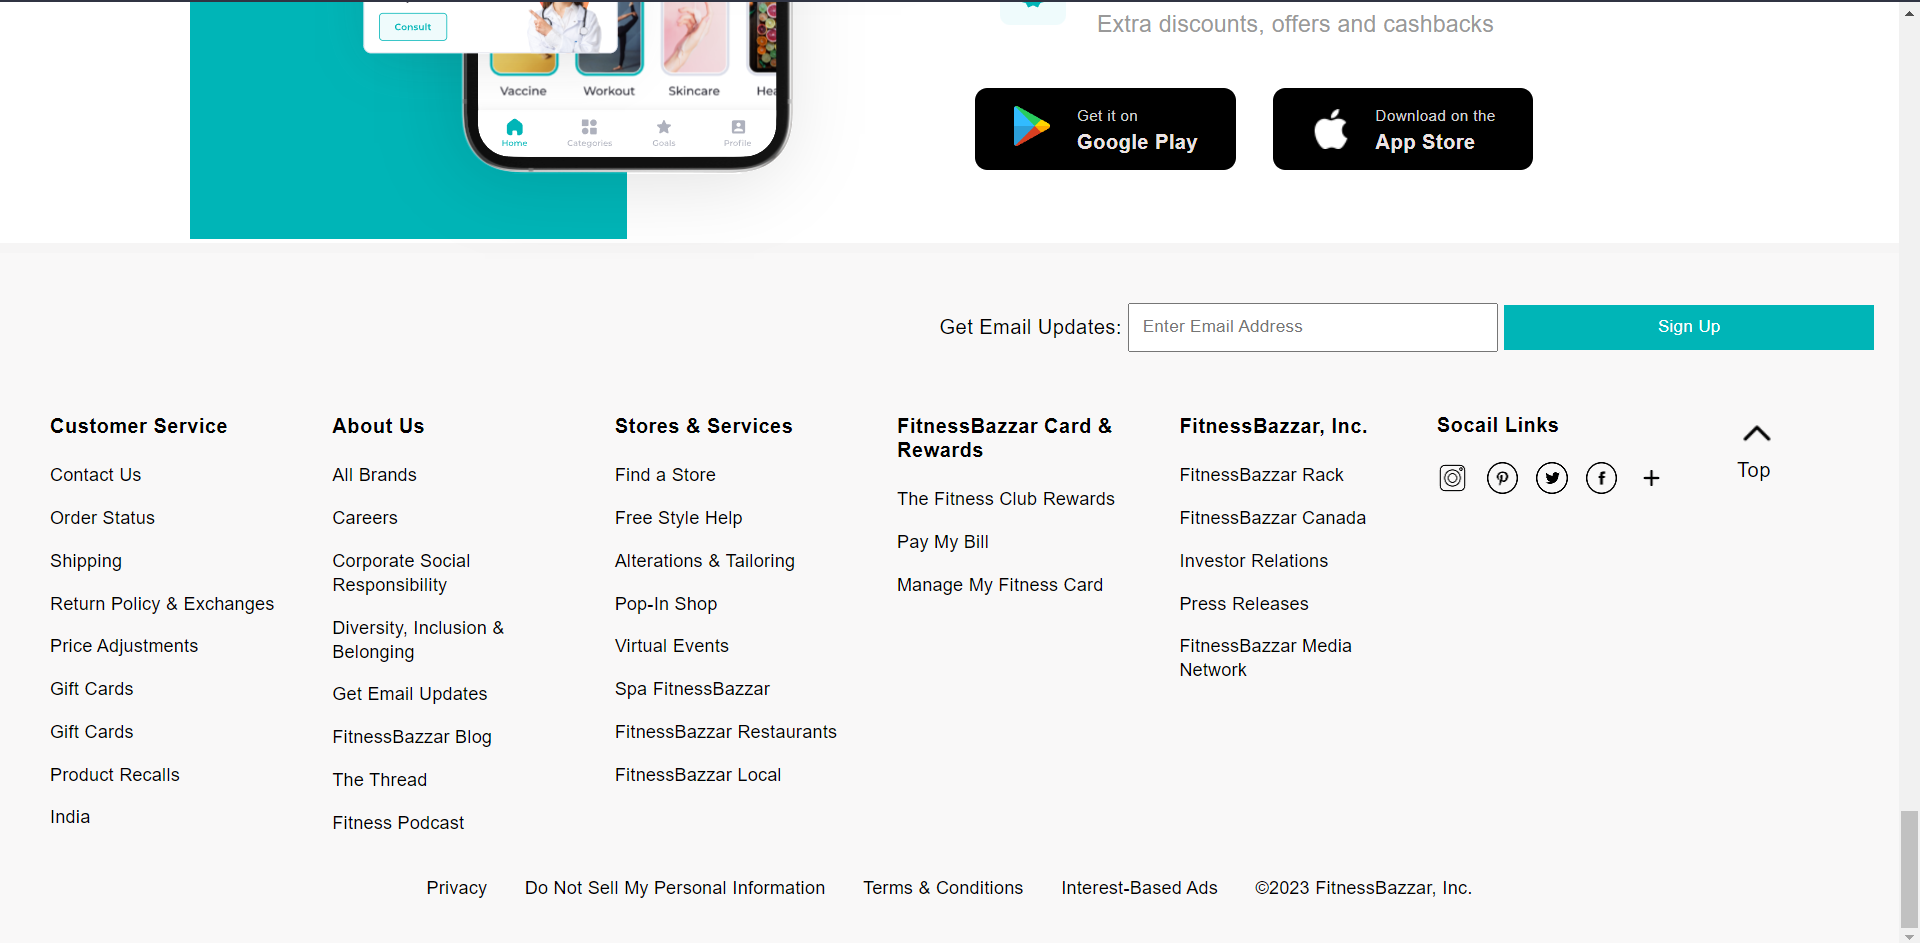 Consult
Extra discounts, offers and cashbacks
Vaccine Workout Skincare Hea
Home Categories Goals Profile
Get it on
Google Play
Download on the
App Store
Get Email Updates: Enter Email Address Sign Up
Customer Service
Contact Us
Order Status
Shipping
Return Policy & Exchanges
Price Adjustments
Gift Cards
Gift Cards
Product Recalls
India
About Us
All Brands
Careers
Corporate Social
Responsibility
Diversity, Inclusion &
Belonging
Get Email Updates
FitnessBazzar Blog
The Thread
Fitness Podcast
Stores & Services
Find a Store
Free Style Help
Alterations & Tailoring
Pop-In Shop
Virtual Events
Spa FitnessBazzar
FitnessBazzar Restaurants
FitnessBazzar Local
FitnessBazzar Card &
Rewards
The Fitness Club Rewards
Pay My Bill
Manage My Fitness Card
FitnessBazzar, Inc.
FitnessBazzar Rack
FitnessBazzar Canada
Investor Relations
Press Releases
FitnessBazzar Media
Network
Socail Links
Top
Privacy Do Not Sell My Personal Information Terms & Conditions Interest-Based Ads ©2023 FitnessBazzar, Inc.